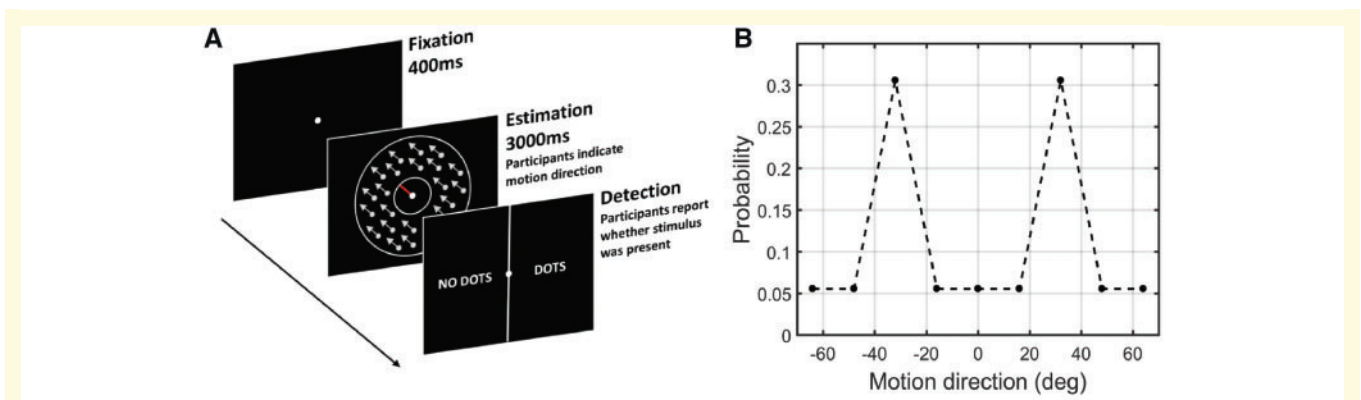 A
Fixation
400ms
Estimation
3000ms
Participants indicate
motion direction
Detection
Participants report
whether stimulus
was present
NO DOTS
DOTS
B
Probability
0.3
0.25
0.2
0.15
0.1
0.05
0
-60 -40 -20 0 20 40 60
Motion direction (deg)